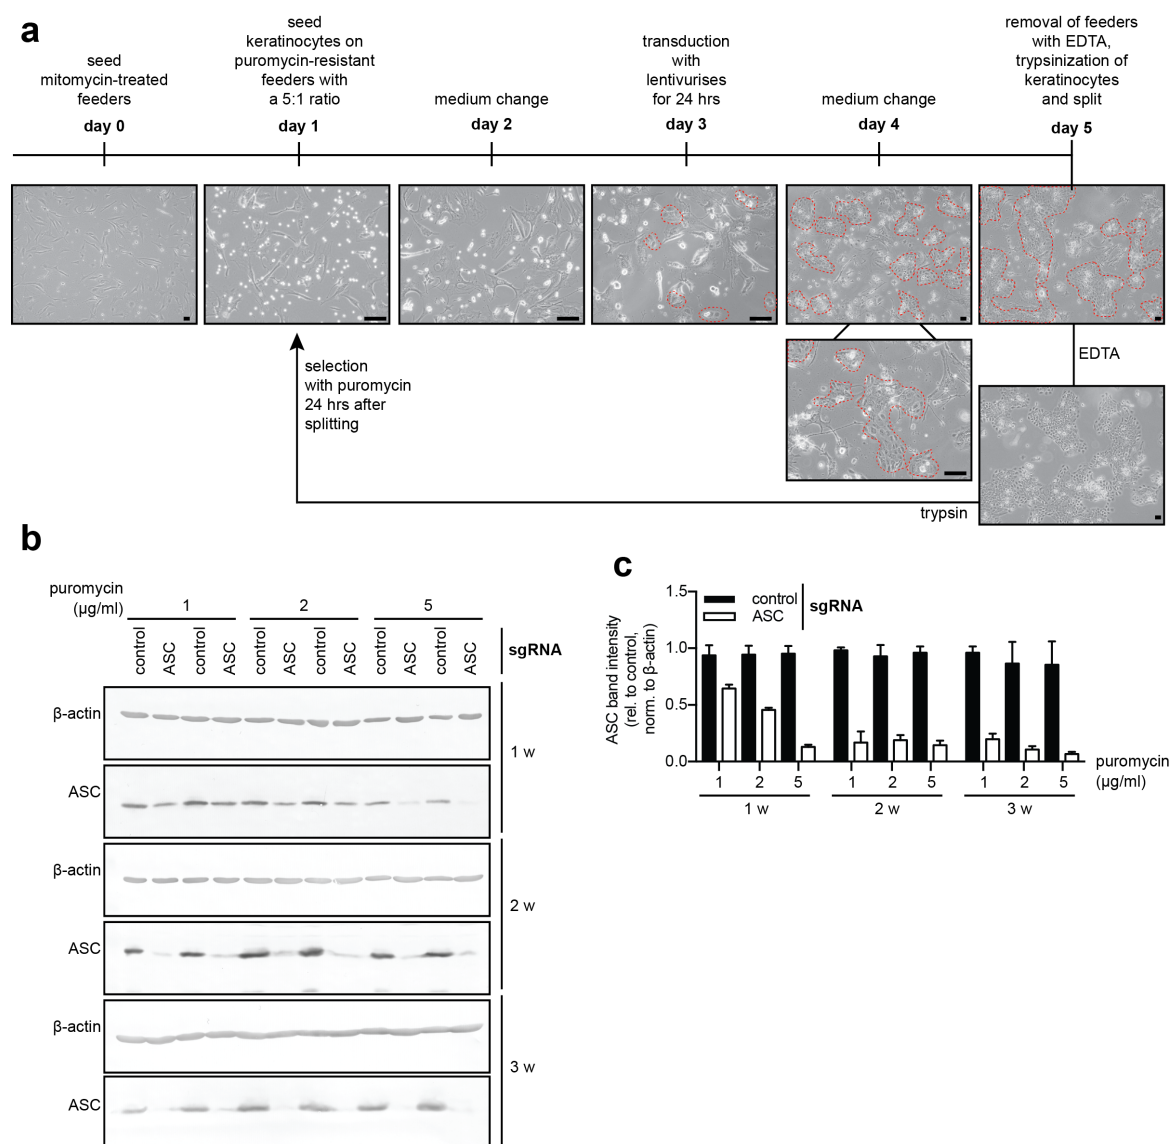 a
seed
mitomycin-treated
feeders
day 0
seed
keratinocytes on
puromycin-resistant
feeders with
a 5:1 ratio
day 1
medium change
day 2
transduction
with
lentivurises
for 24 hrs
day 3
medium change
day 4
removal of feeders
with EDTA,
trypsinization of
keratinocytes
and split
day 5
selection
with puromycin
24 hrs after
splitting
EDTA
trypsin
b
puromycin
(µg/ml)
1
2
5
control
ASC
control
ASC
control
ASC
control
ASC
control
ASC
control
ASC
sgRNA
β-actin
1 w
ASC
β-actin
2 w
ASC
β-actin
3 w
ASC
c
ASC band intensity
(rel. to control,
norm. to β-actin)
1.5
1.0
0.5
0.0
control
ASC
sgRNA
1 2 5 1 2 5 1 2 5
puromycin
(µg/ml)
1 w 2 w 3 w